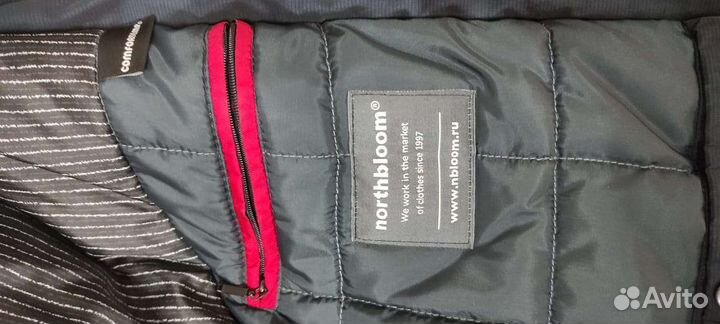 northbloom®
We work in the market
of clothes since 1997
www.nbloom.ru
Avito